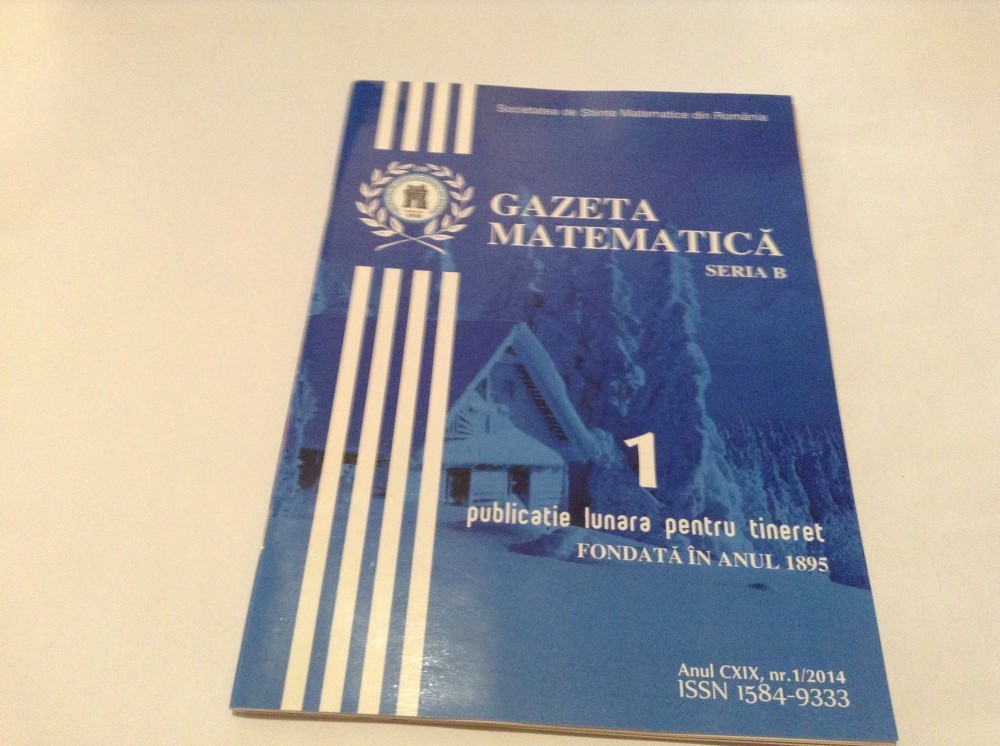 Societatea de Științe Matematice din România
GAZETA
MATEMATICĂ
SERIA B
1
publicație lunara pentru tineret
FONDATĂ ÎN ANUL 1895
Anul CXIX, nr.1/2014
ISSN 1584-9333